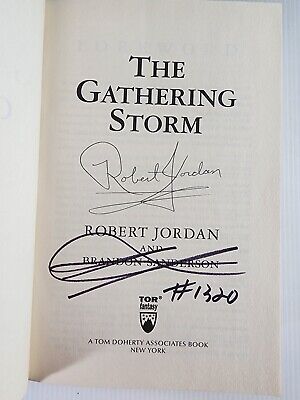 THE
GATHERING
STORM
Robert Jordan
ROBERT JORDAN
AND
BRANDON SANDERSON
#1320
TOR®
fantasy
A TOM DOHERTY ASSOCIATES BOOK
NEW YORK